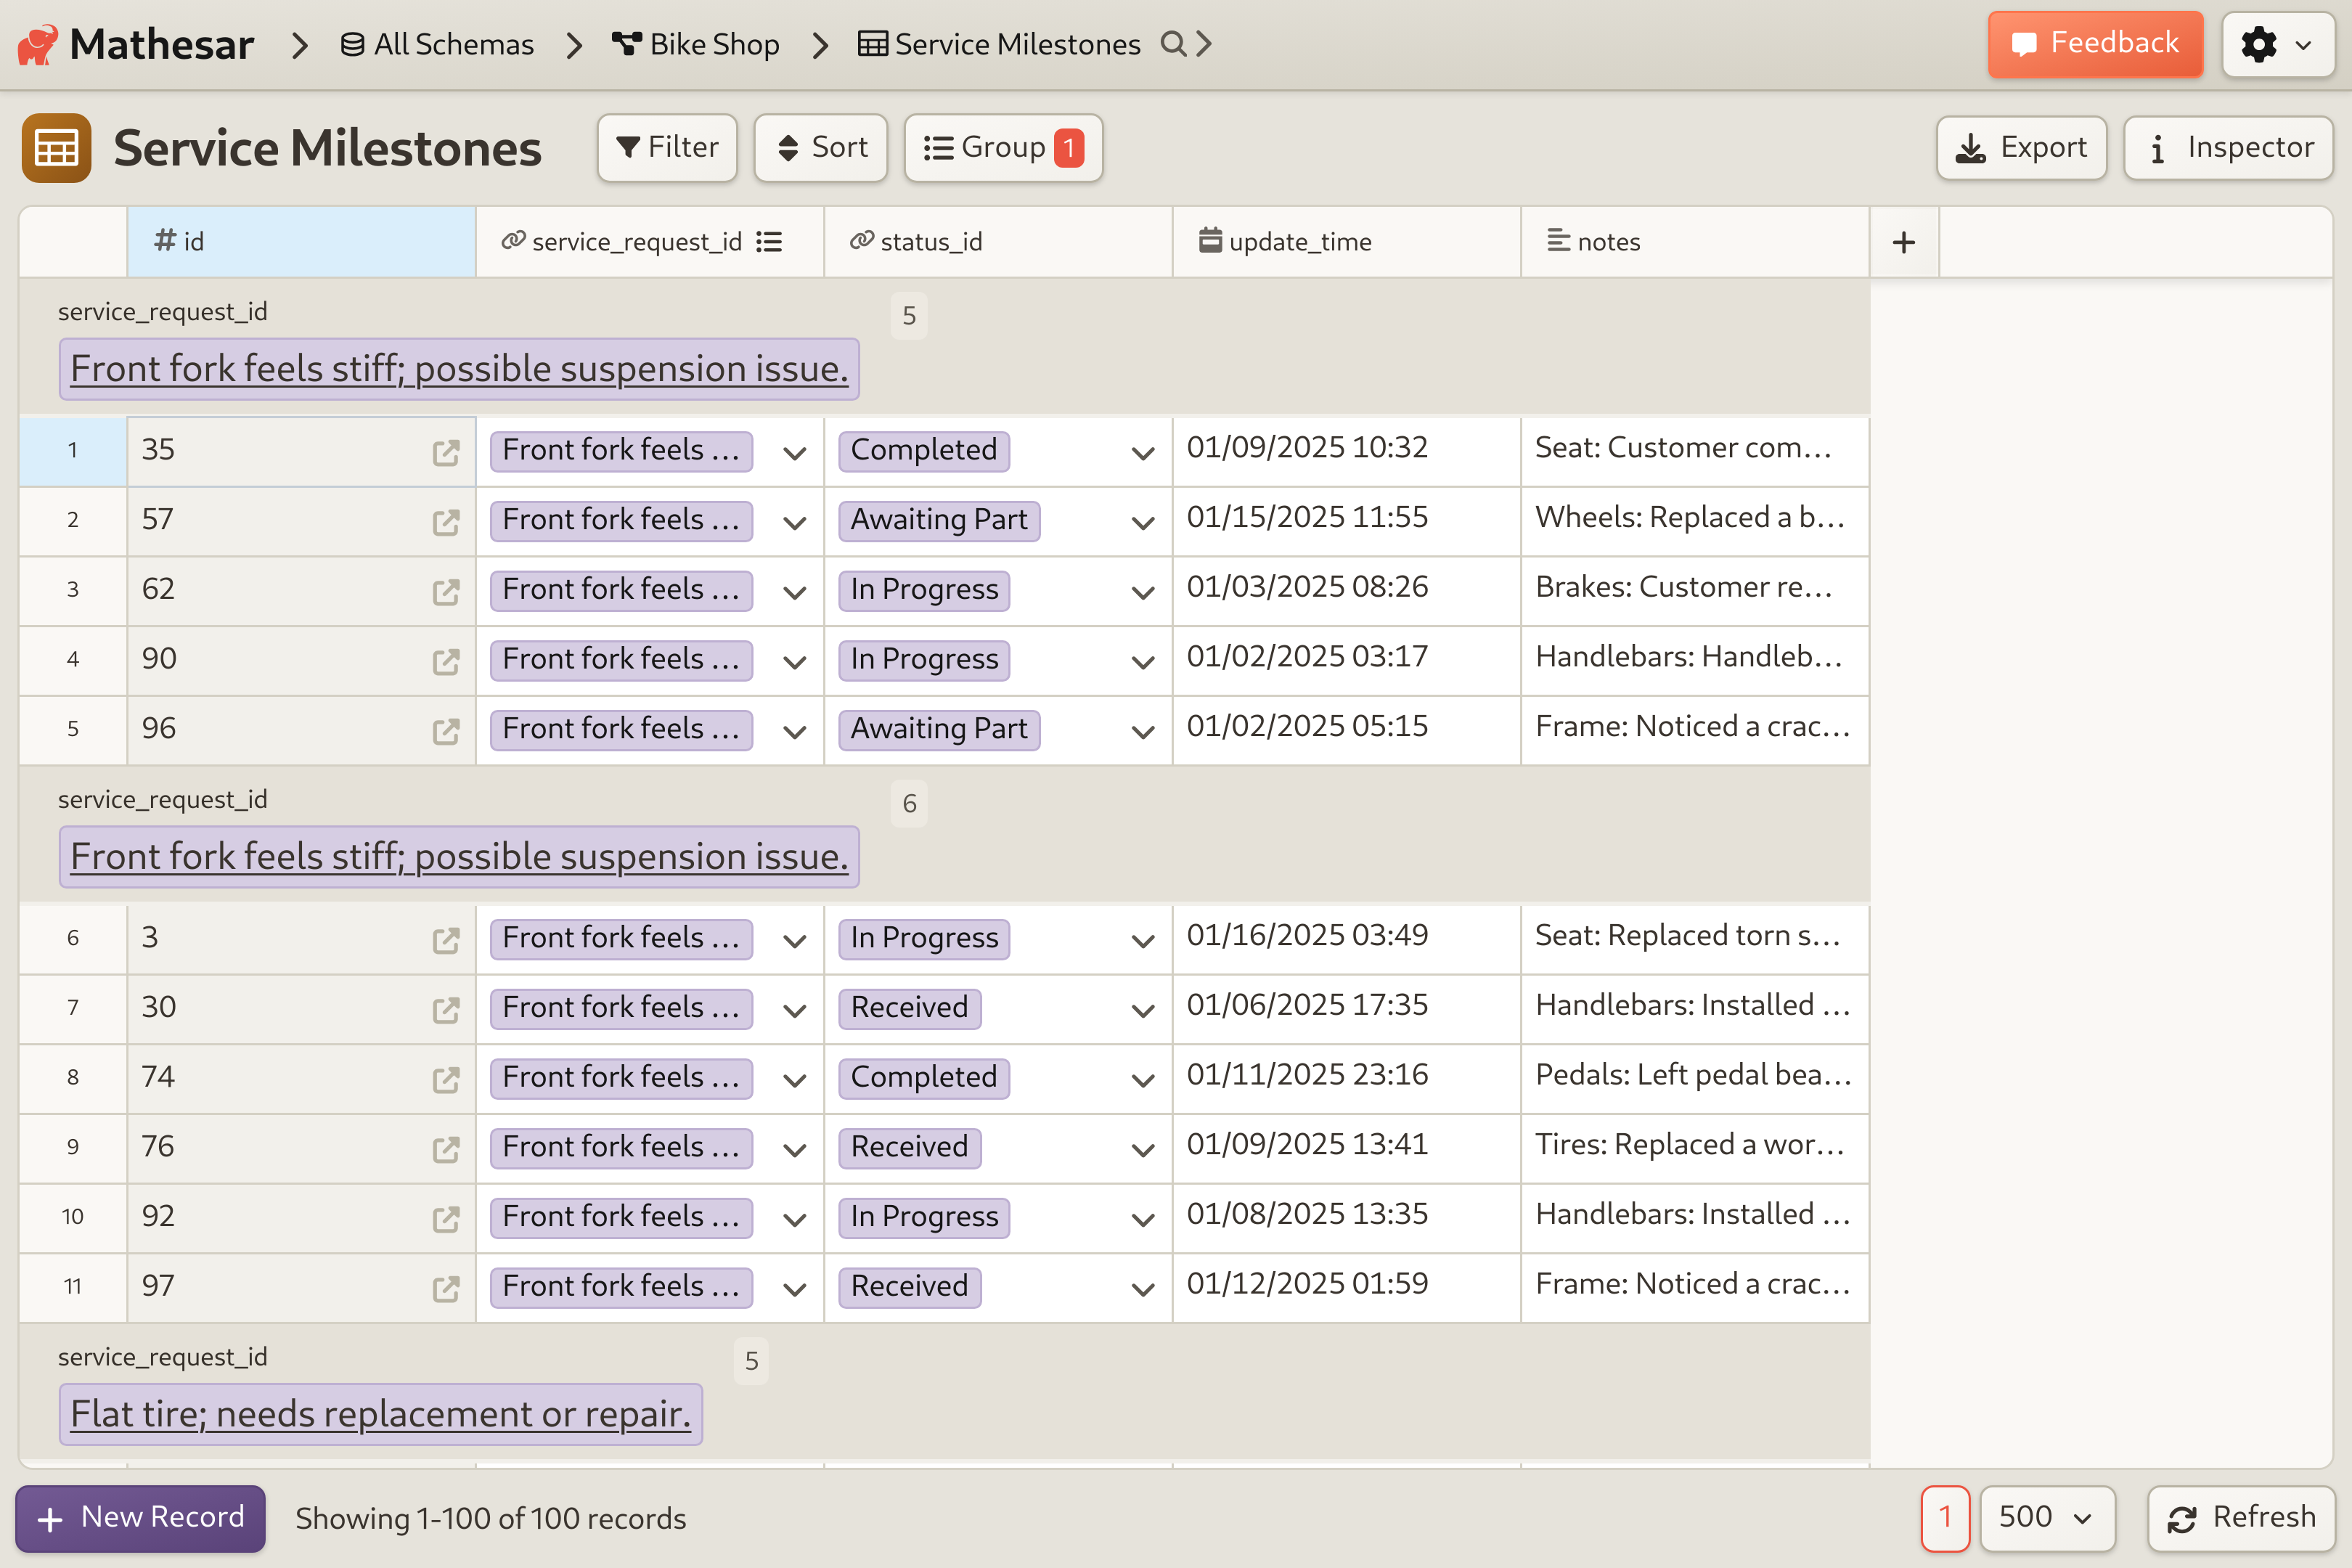 Mathesar All Schemas Bike Shop Service Milestones Feedback
Service Milestones Filter Sort Group 1 Export Inspector
id service_request_id status_id update_time notes +
service_request_id 5
Front fork feels stiff; possible suspension issue.
1 35 Front fork feels … Completed 01/09/2025 10:32 Seat: Customer com…
2 57 Front fork feels … Awaiting Part 01/15/2025 11:55 Wheels: Replaced a b…
3 62 Front fork feels … In Progress 01/03/2025 08:26 Brakes: Customer re…
4 90 Front fork feels … In Progress 01/02/2025 03:17 Handlebars: Handleb…
5 96 Front fork feels … Awaiting Part 01/02/2025 05:15 Frame: Noticed a crac…
service_request_id 6
Front fork feels stiff; possible suspension issue.
6 3 Front fork feels … In Progress 01/16/2025 03:49 Seat: Replaced torn s…
7 30 Front fork feels … Received 01/06/2025 17:35 Handlebars: Installed …
8 74 Front fork feels … Completed 01/11/2025 23:16 Pedals: Left pedal bea…
9 76 Front fork feels … Received 01/09/2025 13:41 Tires: Replaced a wor…
10 92 Front fork feels … In Progress 01/08/2025 13:35 Handlebars: Installed …
11 97 Front fork feels … Received 01/12/2025 01:59 Frame: Noticed a crac…
service_request_id 5
Flat tire; needs replacement or repair.
+ New Record Showing 1-100 of 100 records 1 500 Refresh